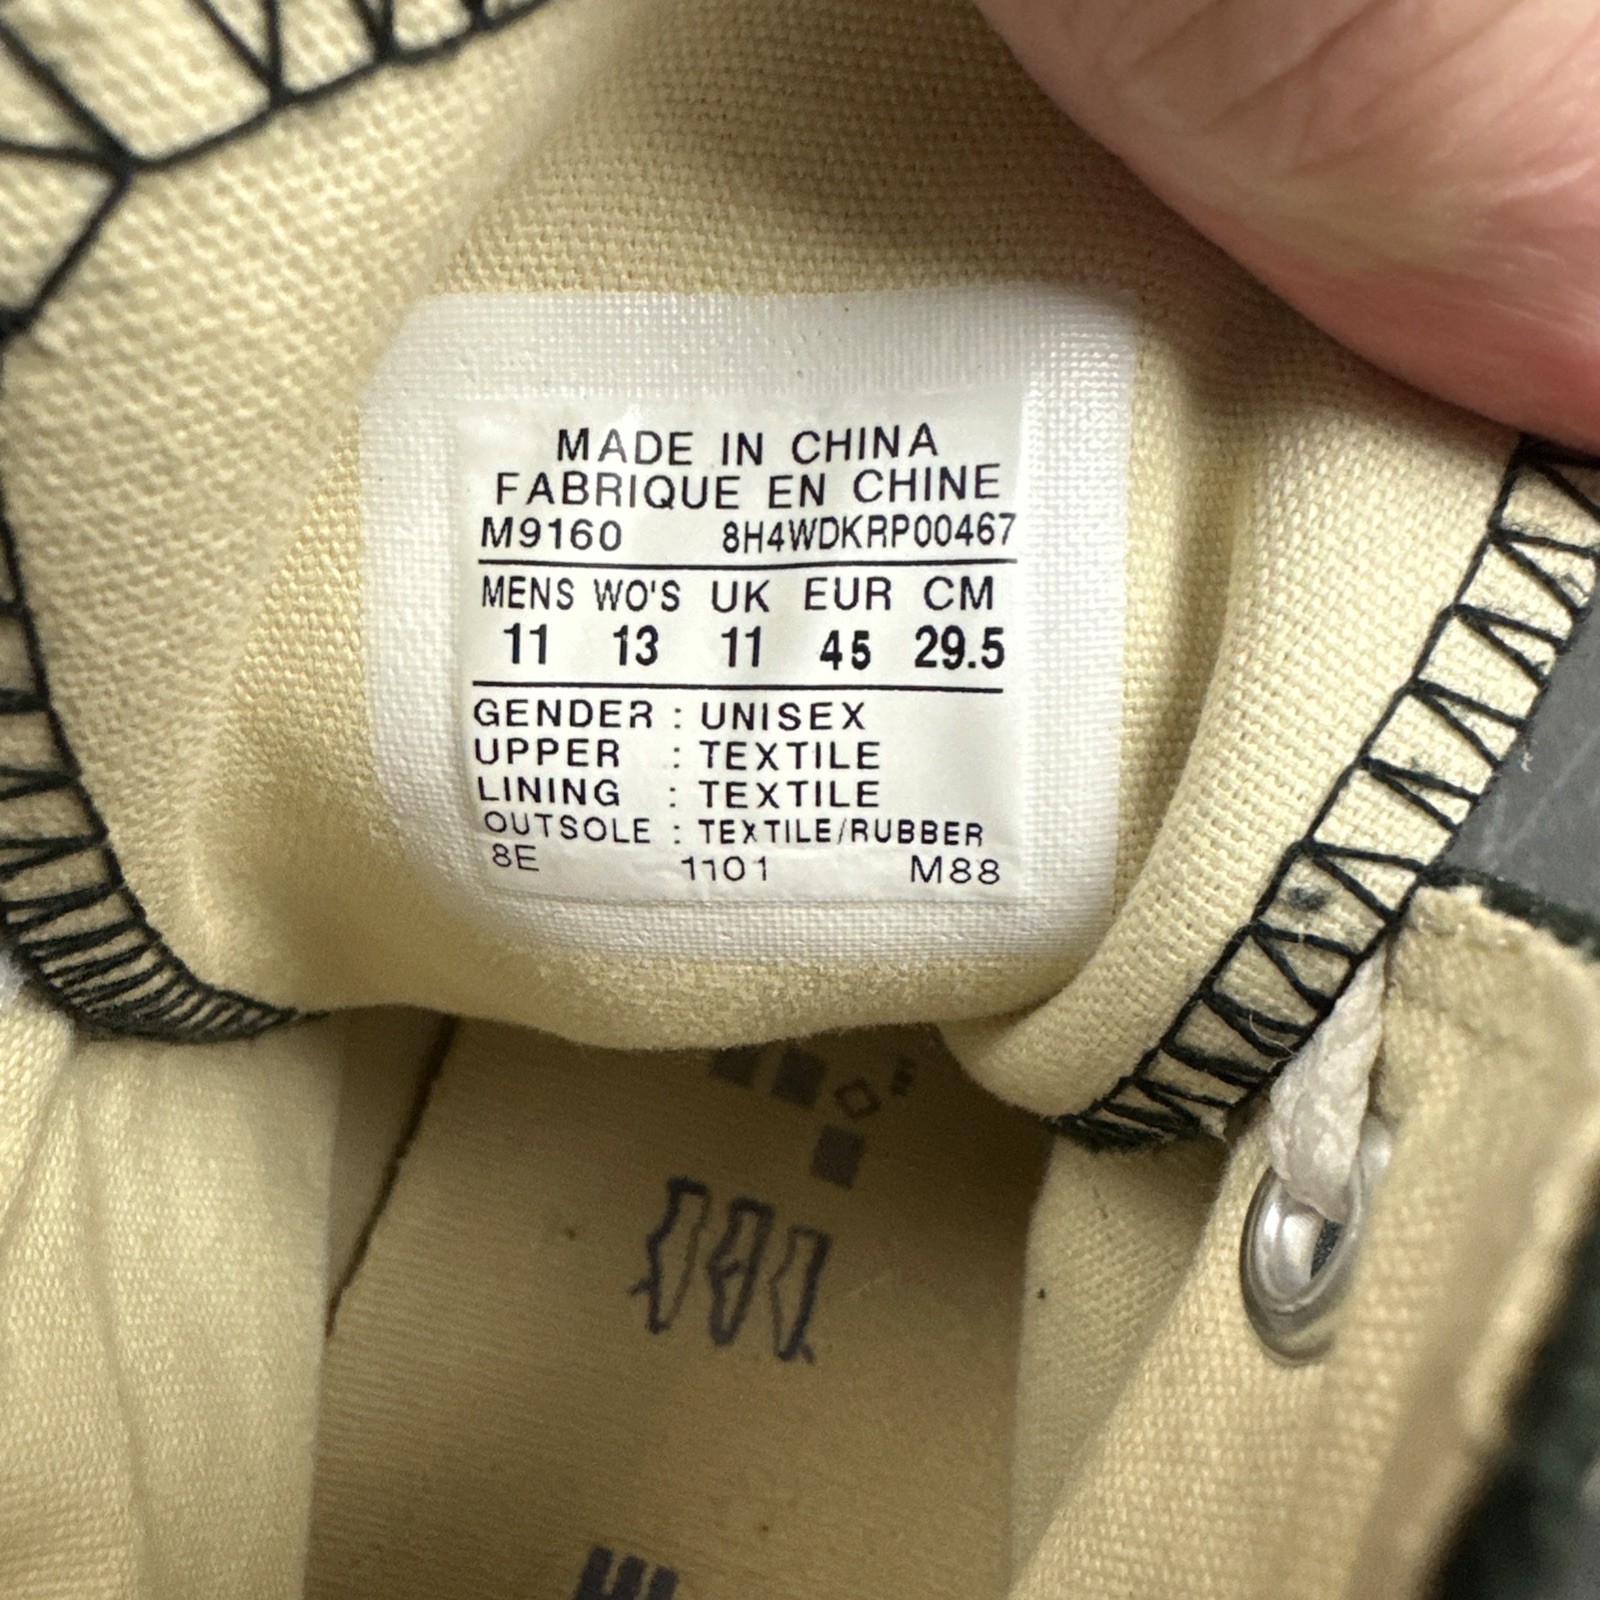 MADE IN CHINA
FABRIQUE EN CHINE
M9160 8H4WDKRP00467
MENS WO'S UK EUR CM
11 13 11 45 29.5
GENDER : UNISEX
UPPER : TEXTILE
LINING : TEXTILE
OUTSOLE : TEXTILE/RUBBER
8E 1101 M88